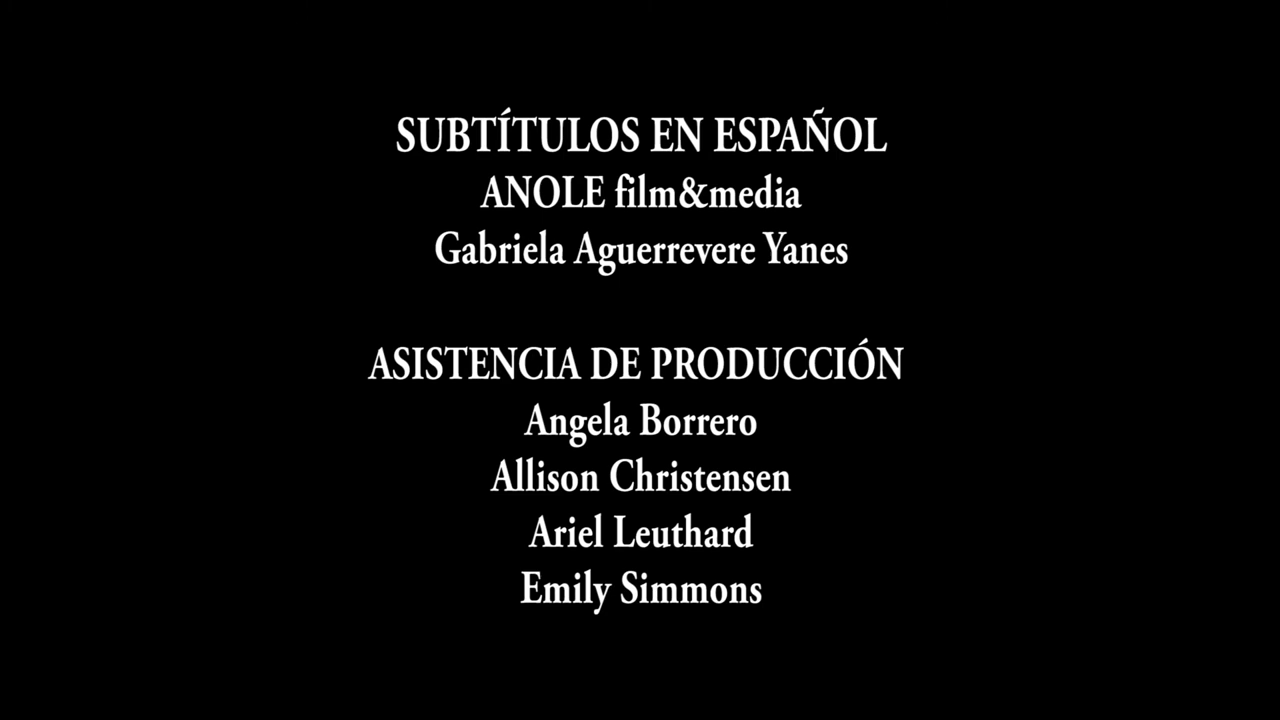 SUBTÍTULOS EN ESPAÑOL
ANOLE film&media
Gabriela Aguerrevere Yanes
ASISTENCIA DE PRODUCCIÓN
Angela Borrero
Allison Christensen
Ariel Leuthard
Emily Simmons